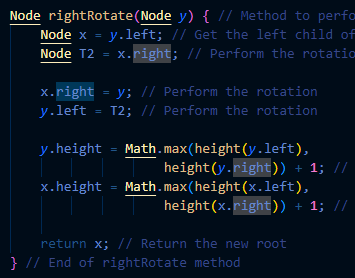 Node rightRotate(Node y) { // Method to perfo
Node x = y.left; // Get the left child of
Node T2 = x.right; // Perform the rotatio
x.right = y; // Perform the rotation
y.left = T2; // Perform the rotation
y.height = Math.max(height(y.left),
height(y.right)) + 1; //
x.height = Math.max(height(x.left),
height(x.right)) + 1; //
return x; // Return the new root
} // End of rightRotate method